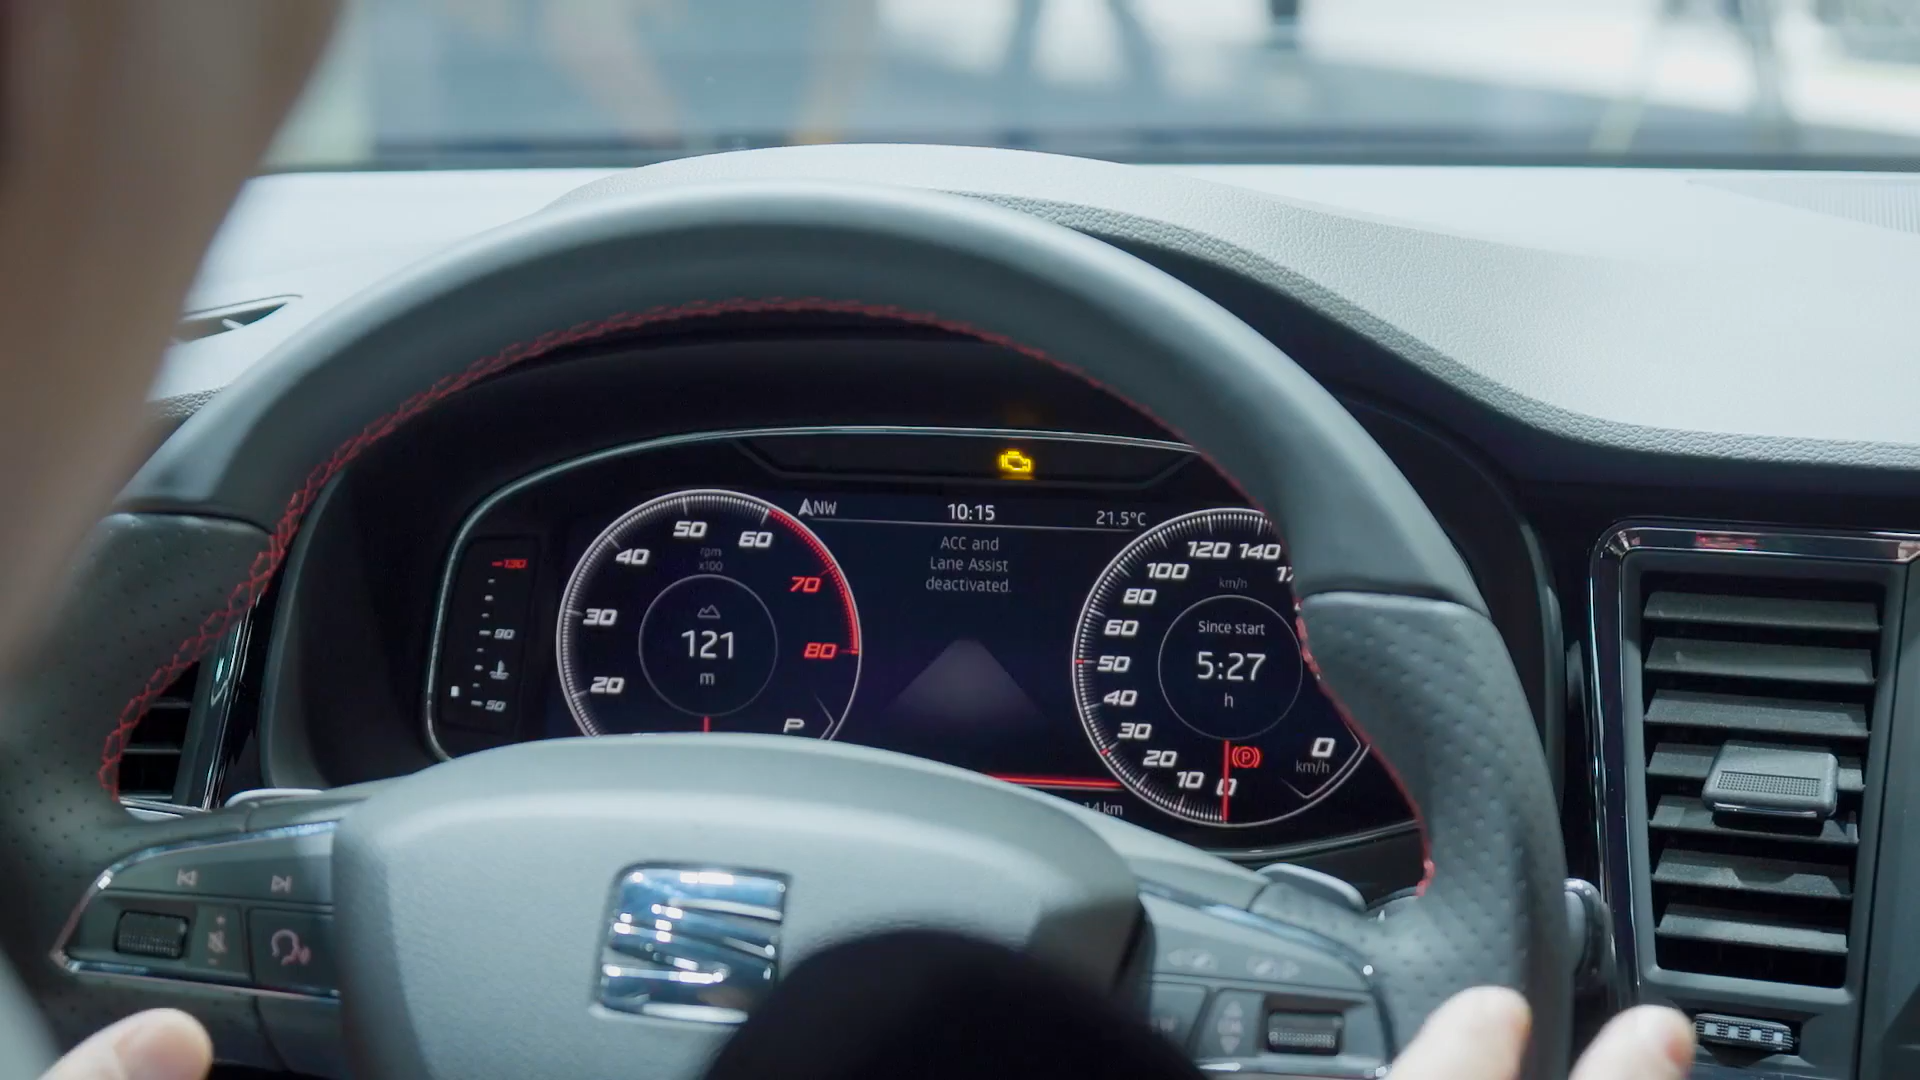 NW
10:15
21.5°C
ACC and
Lane Assist
deactivated.
130
90
50
rpm
x100
20
30
40
50
60
70
80
121
m
P
0
10
20
30
40
50
60
80
100
120
140
km/h
Since start
5:27
h
P
0
km/h
14 km